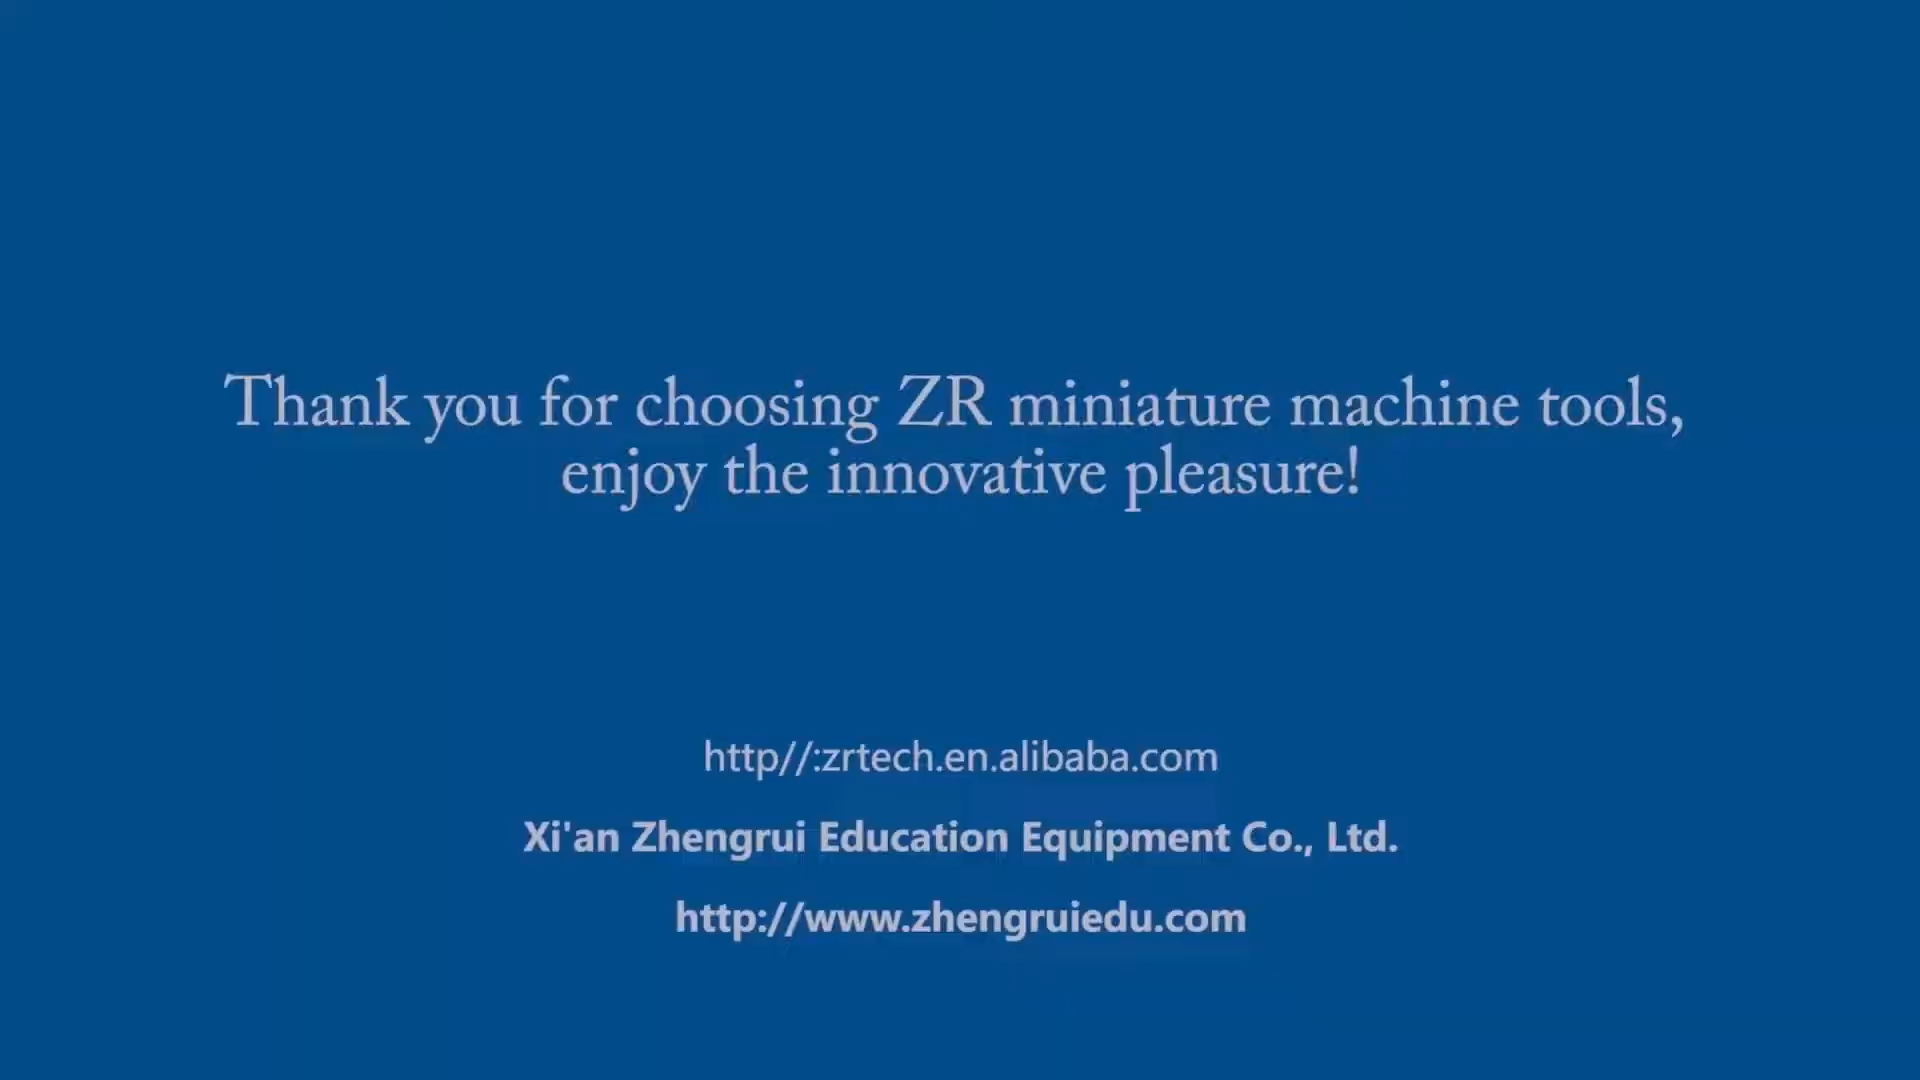 Thank you for choosing ZR miniature machine tools,
enjoy the innovative pleasure!
http//:zrtech.en.alibaba.com
Xi'an Zhengrui Education Equipment Co., Ltd.
http://www.zhengruiedu.com